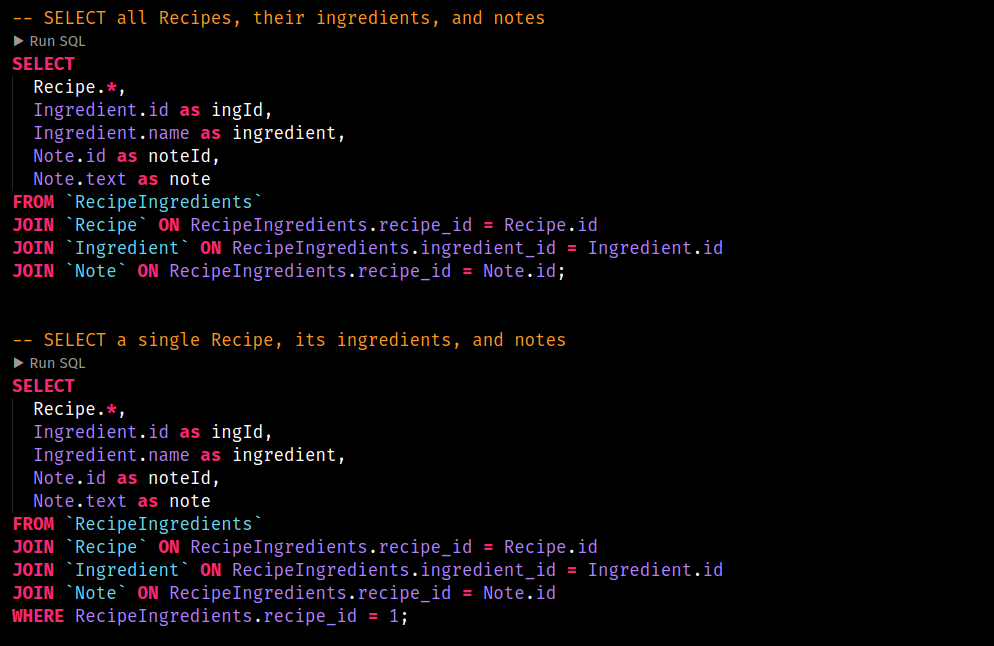 -- SELECT all Recipes, their ingredients, and notes
▶ Run SQL
SELECT
  Recipe.*,
  Ingredient.id as ingId,
  Ingredient.name as ingredient,
  Note.id as noteId,
  Note.text as note
FROM `RecipeIngredients`
JOIN `Recipe` ON RecipeIngredients.recipe_id = Recipe.id
JOIN `Ingredient` ON RecipeIngredients.ingredient_id = Ingredient.id
JOIN `Note` ON RecipeIngredients.recipe_id = Note.id;

-- SELECT a single Recipe, its ingredients, and notes
▶ Run SQL
SELECT
  Recipe.*,
  Ingredient.id as ingId,
  Ingredient.name as ingredient,
  Note.id as noteId,
  Note.text as note
FROM `RecipeIngredients`
JOIN `Recipe` ON RecipeIngredients.recipe_id = Recipe.id
JOIN `Ingredient` ON RecipeIngredients.ingredient_id = Ingredient.id
JOIN `Note` ON RecipeIngredients.recipe_id = Note.id
WHERE RecipeIngredients.recipe_id = 1;